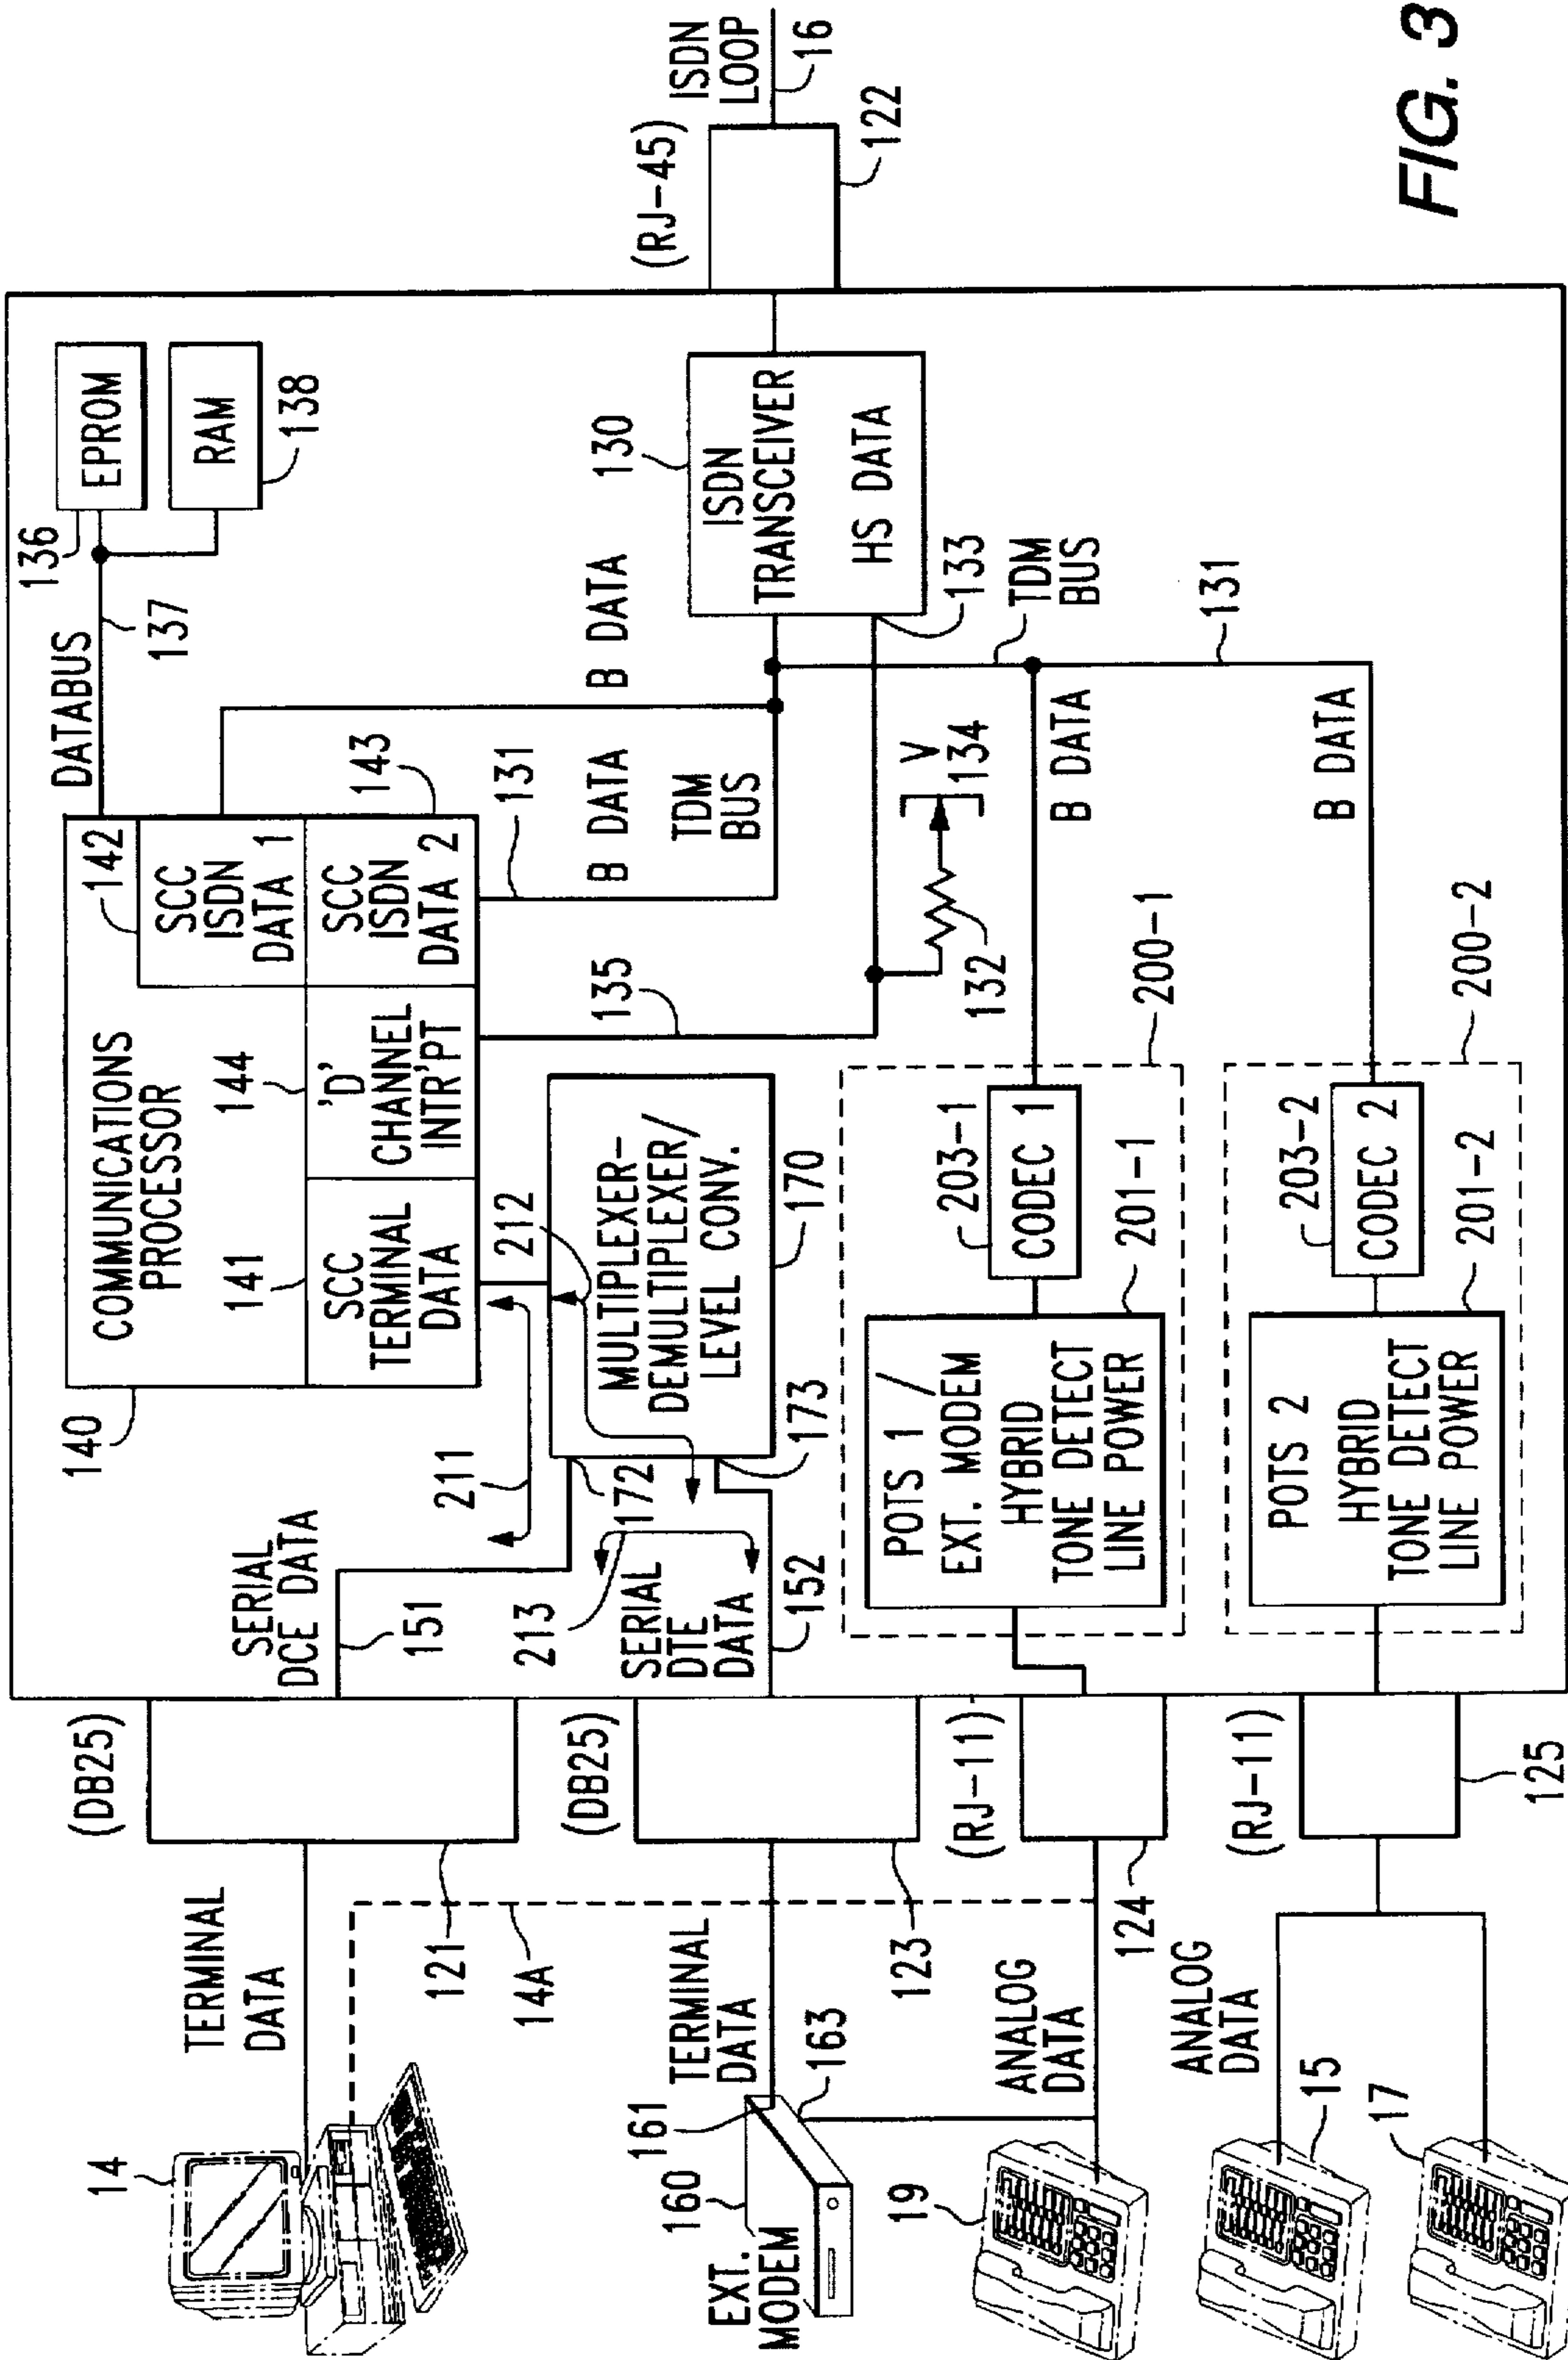 14
TERMINAL
DATA
121
14A
(DB25)
SERIAL
DCE DATA
151
140
COMMUNICATIONS
PROCESSOR
141
144
142
SCC
TERMINAL
DATA
'D'
CHANNEL
INTR'PT
SCC
ISDN
DATA 1
SCC
ISDN
DATA 2
143
DATABUS
137
136
EPROM
RAM
138
211
212
135
131
B DATA
B DATA
TDM
BUS
130
ISDN
TRANSCEIVER
HS DATA
133
(RJ-45)
ISDN
LOOP
16
122
EXT.
MODEM
160
161
163
TERMINAL
DATA
123
(DB25)
213
SERIAL
DTE
DATA
152
172
173
MULTIPLEXER-
DEMULTIPLEXER/
LEVEL CONV.
170
132
V
134
TDM
BUS
131
19
ANALOG
DATA
124
(RJ-11)
POTS 1 /
EXT. MODEM
HYBRID
TONE DETECT
LINE POWER
201-1
203-1
CODEC 1
200-1
B DATA
15
17
ANALOG
DATA
125
(RJ-11)
POTS 2
HYBRID
TONE DETECT
LINE POWER
201-2
203-2
CODEC 2
200-2
B DATA
FIG. 3